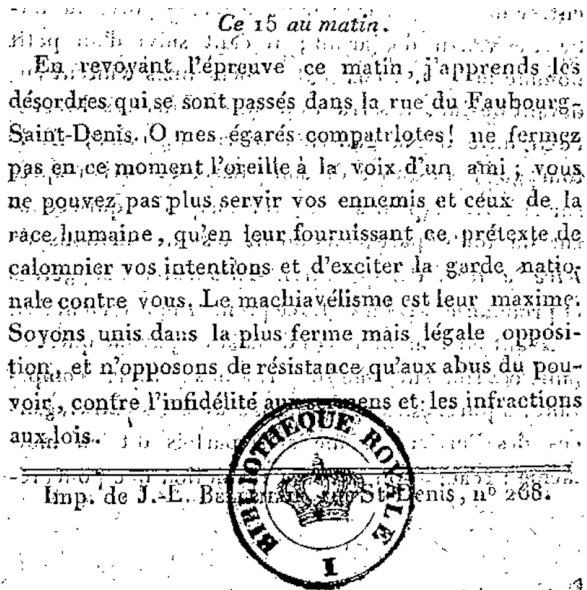 Ce 15 au matin.
En revoyant l'épreuve ce matin, j'apprends les
désordres qui se sont passés dans la rue du Faubourg-
Saint-Denis. O mes égarés compatriotes! ne fermez
pas en ce moment l'oreille à la voix d'un ami; vous
ne pouvez pas plus servir vos ennemis et ceux de la
race humaine, qu'en leur fournissant ce prétexte de
calomnier vos intentions et d'exciter la garde natio-
nale contre vous. Le machiavélisme est leur maxime.
Soyons unis dans la plus ferme mais légale opposi-
tion, et n'opposons de résistance qu'aux abus du pou-
voir, contre l'infidélité aux sermens et les infractions
aux lois.
Imp. de J.-E. rue St-Denis, nº 268.
BIBLIOTHEQUE ROYALE
I